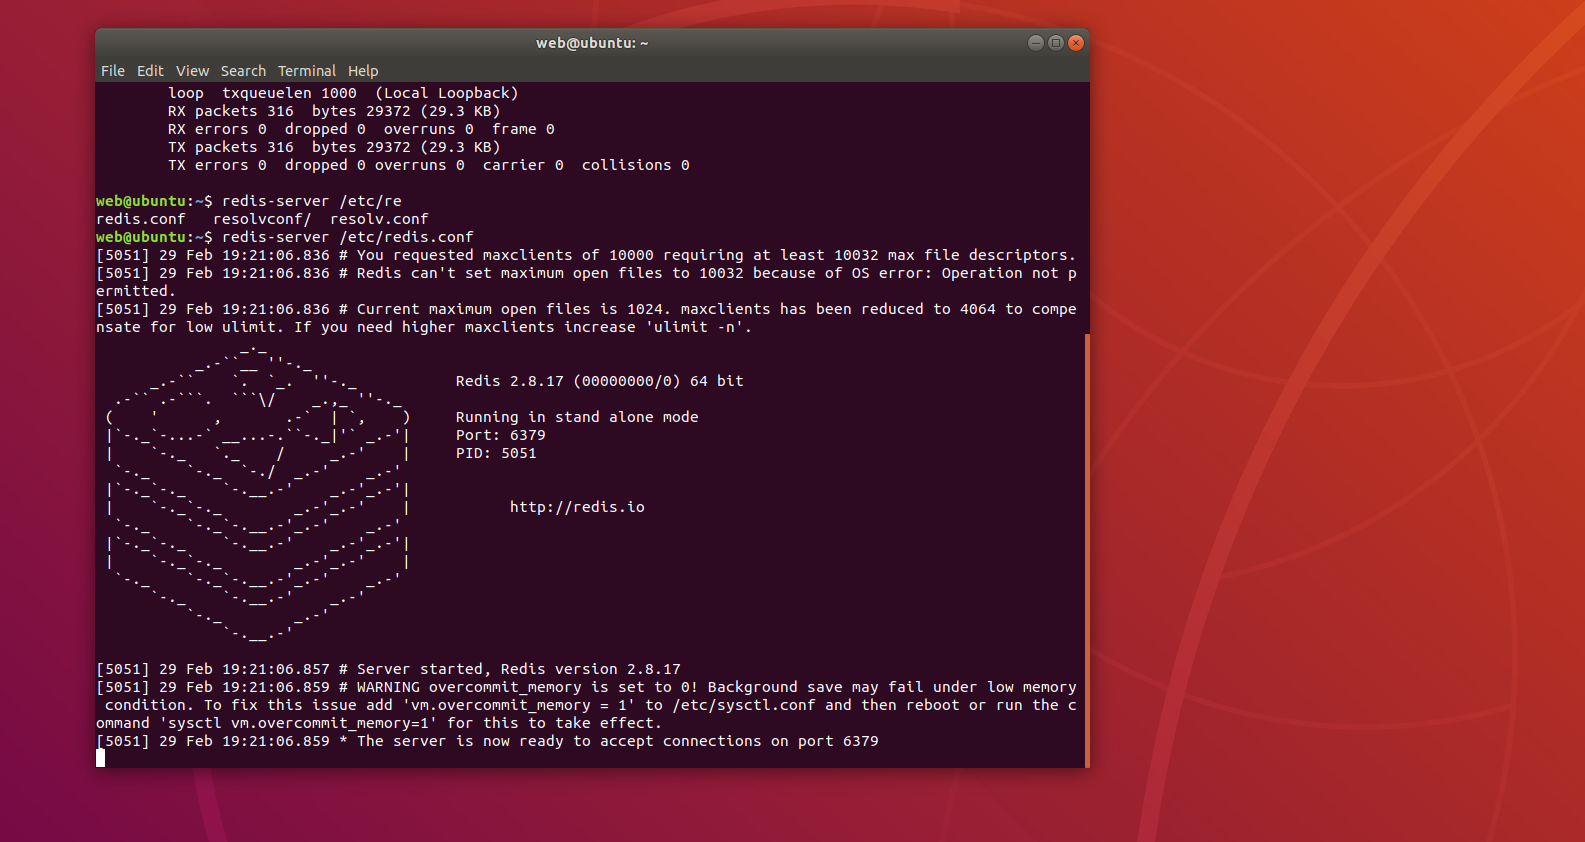 web@ubuntu: ~
File Edit View Search Terminal Help
        loop  txqueuelen 1000  (Local Loopback)
        RX packets 316  bytes 29372 (29.3 KB)
        RX errors 0  dropped 0  overruns 0  frame 0
        TX packets 316  bytes 29372 (29.3 KB)
        TX errors 0  dropped 0 overruns 0  carrier 0  collisions 0
web@ubuntu:~$ redis-server /etc/re
redis.conf   resolvconf/  resolv.conf
web@ubuntu:~$ redis-server /etc/redis.conf
[5051] 29 Feb 19:21:06.836 # You requested maxclients of 10000 requiring at least 10032 max file descriptors.
[5051] 29 Feb 19:21:06.836 # Redis can't set maximum open files to 10032 because of OS error: Operation not p
ermitted.
[5051] 29 Feb 19:21:06.836 # Current maximum open files is 1024. maxclients has been reduced to 4064 to compe
nsate for low ulimit. If you need higher maxclients increase 'ulimit -n'.
Redis 2.8.17 (00000000/0) 64 bit
Running in stand alone mode
Port: 6379
PID: 5051
http://redis.io
[5051] 29 Feb 19:21:06.857 # Server started, Redis version 2.8.17
[5051] 29 Feb 19:21:06.859 # WARNING overcommit_memory is set to 0! Background save may fail under low memory
 condition. To fix this issue add 'vm.overcommit_memory = 1' to /etc/sysctl.conf and then reboot or run the c
ommand 'sysctl vm.overcommit_memory=1' for this to take effect.
[5051] 29 Feb 19:21:06.859 * The server is now ready to accept connections on port 6379